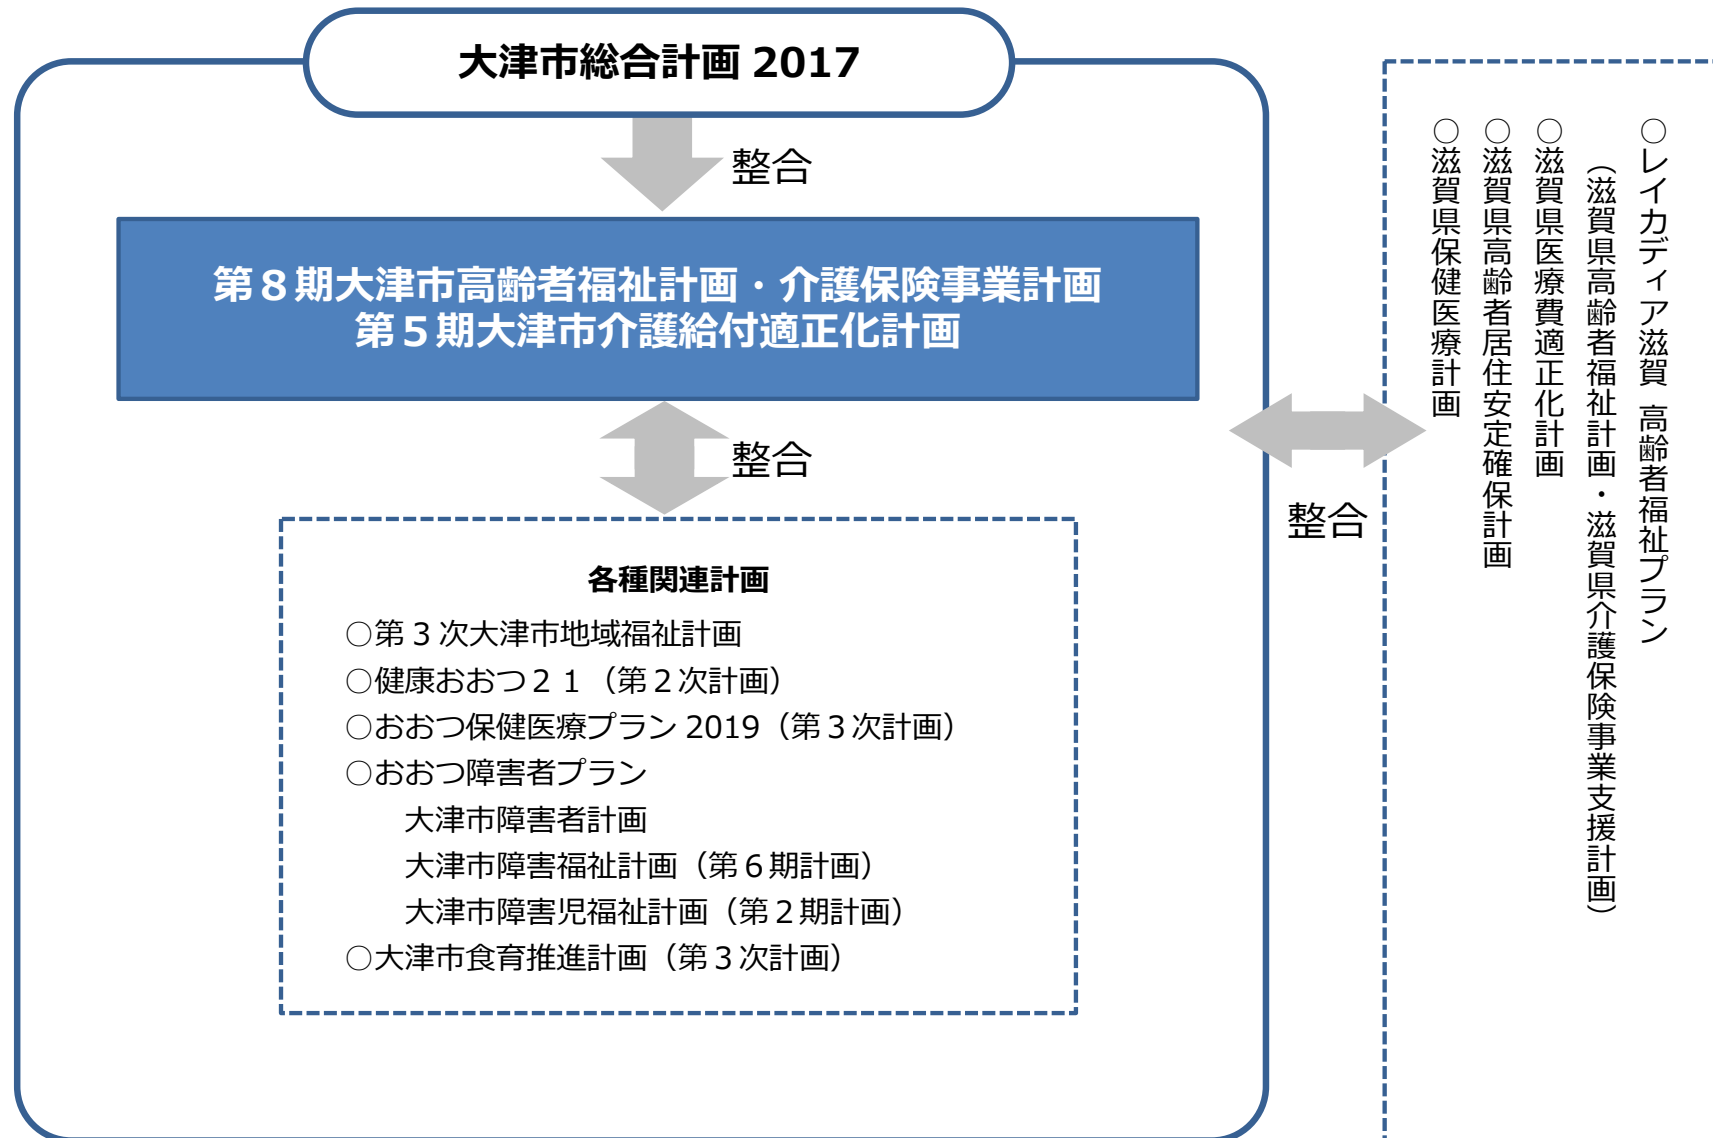 大津市総合計画 2017
整合
第８期大津市高齢者福祉計画・介護保険事業計画
第５期大津市介護給付適正化計画
整合
各種関連計画
○第３次大津市地域福祉計画
○健康おおつ２１（第２次計画）
○おおつ保健医療プラン 2019（第３次計画）
○おおつ障害者プラン
大津市障害者計画
大津市障害福祉計画（第６期計画）
大津市障害児福祉計画（第２期計画）
○大津市食育推進計画（第３次計画）
整合
○レイカディア滋賀 高齢者福祉プラン
（滋賀県高齢者福祉計画・滋賀県介護保険事業支援計画）
○滋賀県医療費適正化計画
○滋賀県高齢者居住安定確保計画
○滋賀県保健医療計画